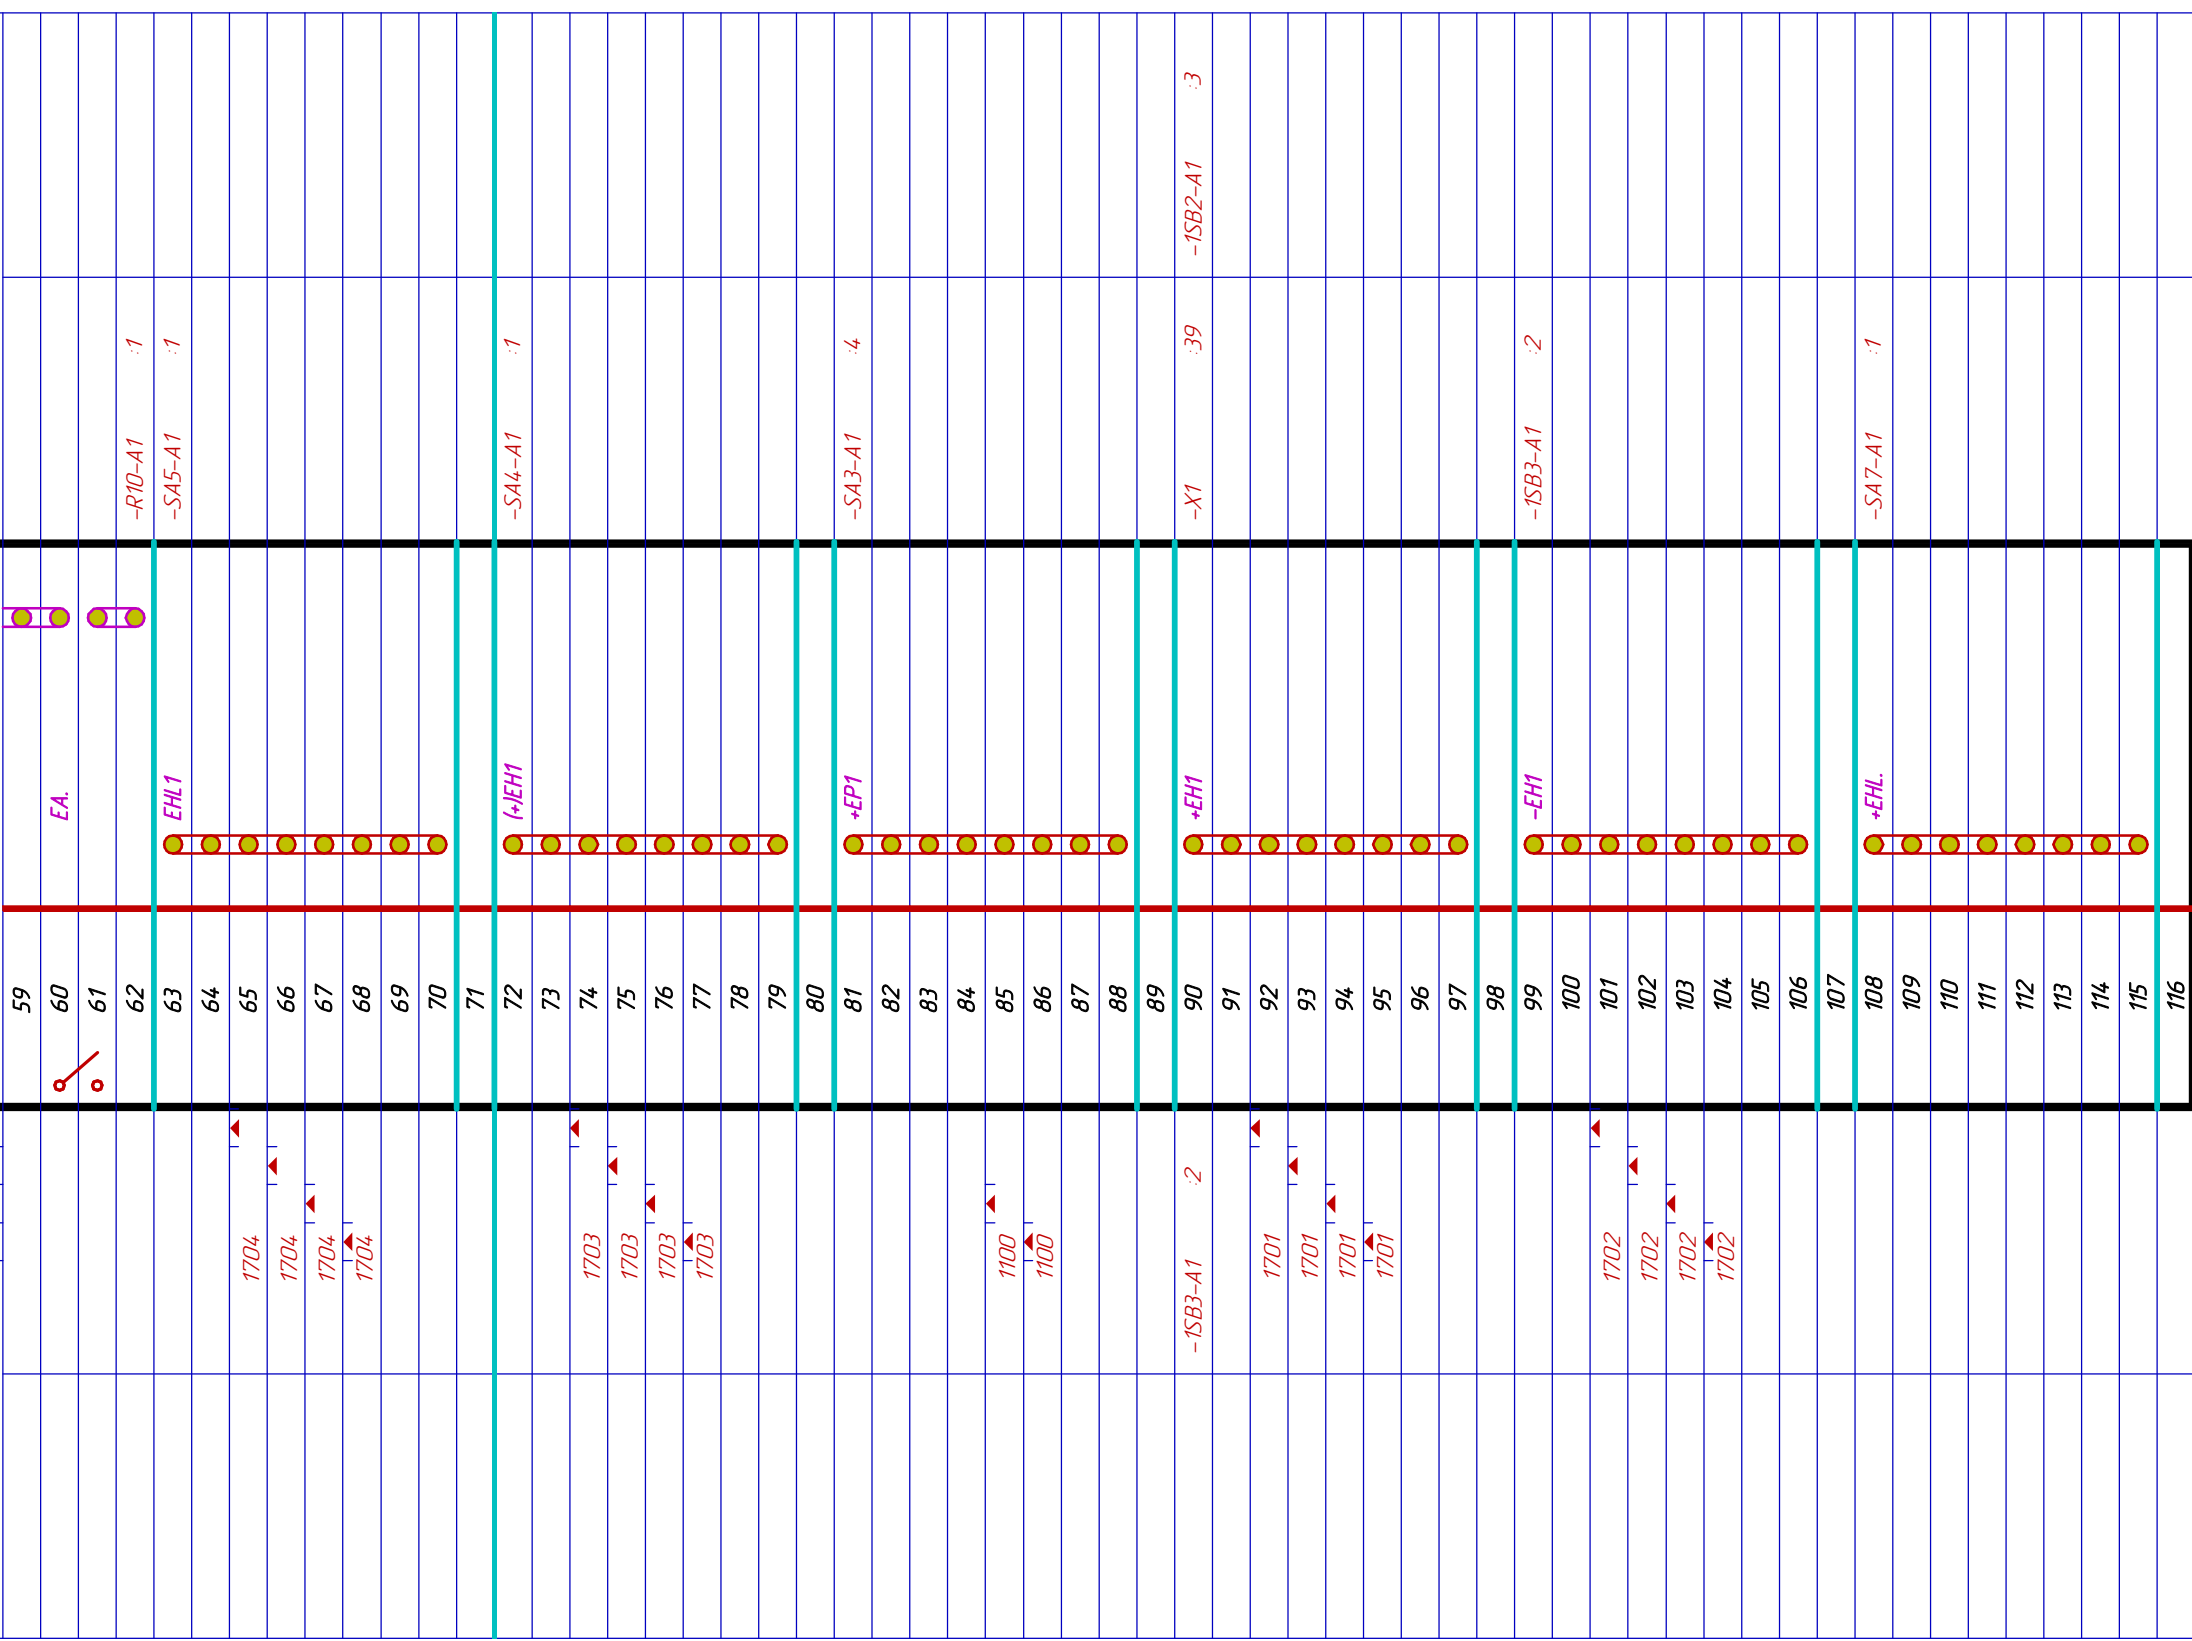 :3
-1SB2-A1
:1
:1
:1
:4
:39
:2
:1
-R10-A1
-SA5-A1
-SA4-A1
-SA3-A1
-X1
-1SB3-A1
-SA7-A1
EA.
EHL1
(+)EH1
+EP1
+EH1
-EH1
+EHL.
59 60 61 62 63 64 65 66 67 68 69 70 71 72 73 74 75 76 77 78 79 80 81 82 83 84 85 86 87 88 89 90 91 92 93 94 95 96 97 98 99 100 101 102 103 104 105 106 107 108 109 110 111 112 113 114 115 116
:2
1704 1704 1704 1704
1703 1703 1703 1703
1100 1100
-1SB3-A1
1701 1701 1701 1701
1702 1702 1702 1702